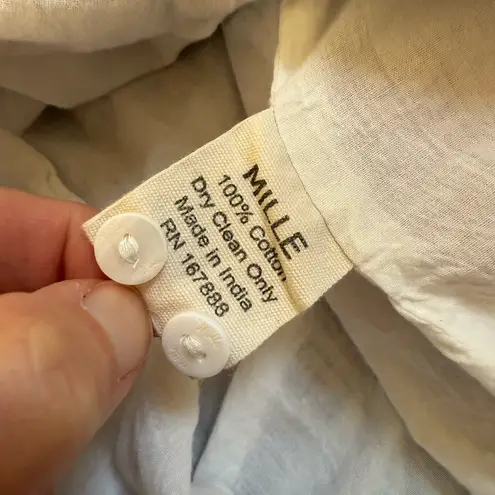 MILLE
100% Cotton
Dry Clean Only
Made in India
RN 167888